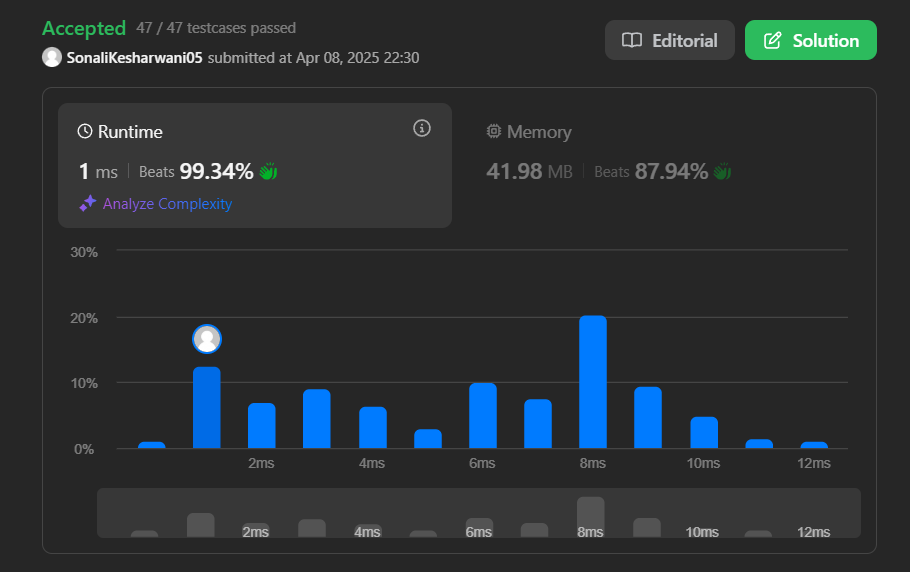 Accepted 47 / 47 testcases passed
SonaliKesharwani05 submitted at Apr 08, 2025 22:30
Editorial
Solution
Runtime
1 ms Beats 99.34%
Analyze Complexity
Memory
41.98 MB Beats 87.94%
30%
20%
10%
0%
2ms 4ms 6ms 8ms 10ms 12ms
2ms 4ms 6ms 8ms 10ms 12ms